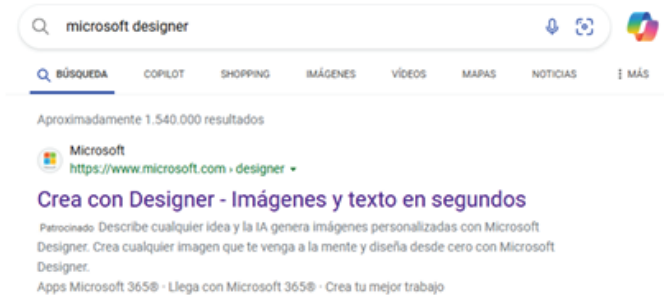 microsoft designer
BÚSQUEDA COPILOT SHOPPING IMÁGENES VÍDEOS MAPAS NOTICIAS MÁS
Aproximadamente 1.540.000 resultados
Microsoft
https://www.microsoft.com › designer
Crea con Designer - Imágenes y texto en segundos
Patrocinado Describe cualquier idea y la IA genera imágenes personalizadas con Microsoft
Designer. Crea cualquier imagen que te venga a la mente y diseña desde cero con Microsoft
Designer.
Apps Microsoft 365® · Llega con Microsoft 365® · Crea tu mejor trabajo